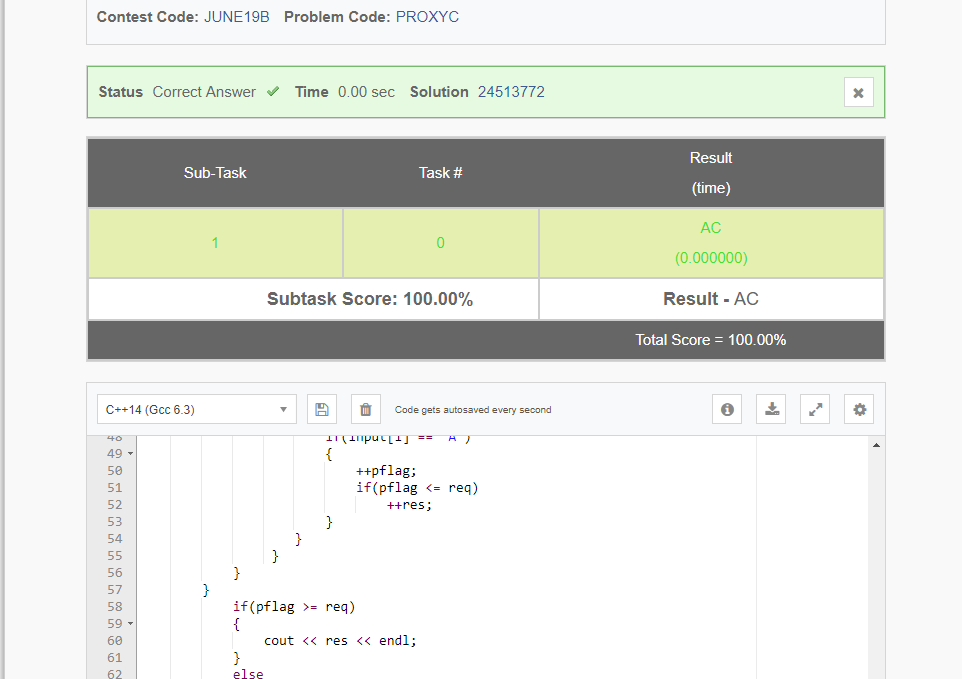 Contest Code: JUNE19B Problem Code: PROXYC
Status Correct Answer ✔ Time 0.00 sec Solution 24513772
Sub-Task Task # Result
(time)
1 0 AC
(0.000000)
Subtask Score: 100.00% Result - AC
Total Score = 100.00%
C++14 (Gcc 6.3) Code gets autosaved every second
48 if(input[i] == 'A')
49 {
50 ++pflag;
51 if(pflag <= req)
52 ++res;
53 }
54 }
55 }
56 }
57 }
58 if(pflag >= req)
59 {
60 cout << res << endl;
61 }
62 else